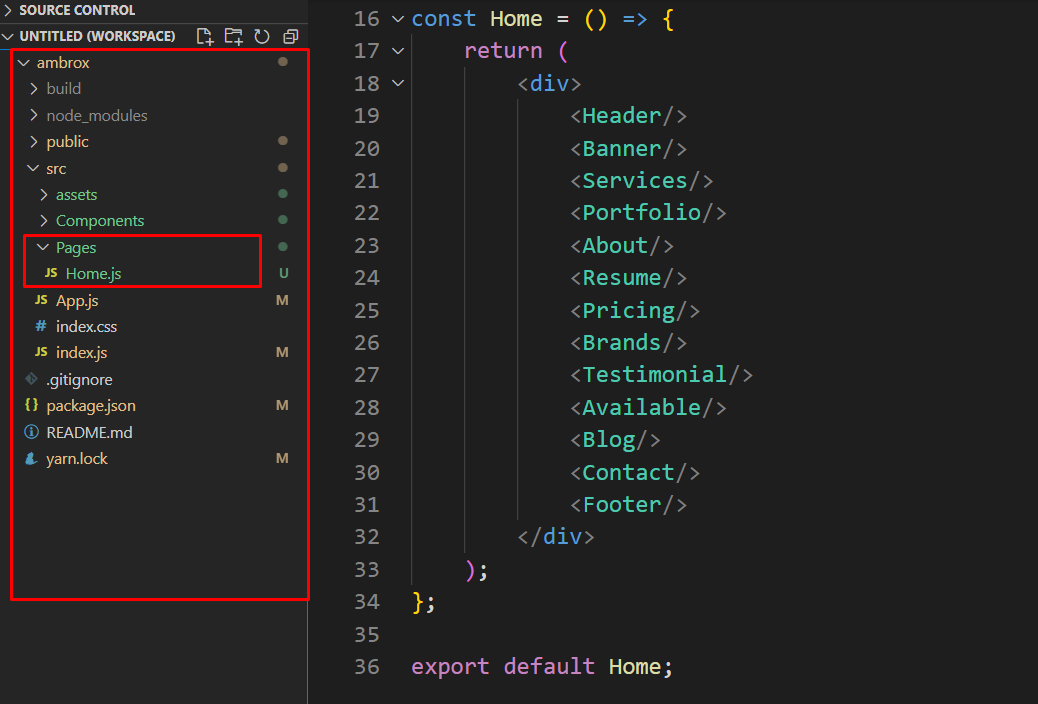 SOURCE CONTROL
UNTITLED (WORKSPACE)
ambrox
build
node_modules
public
src
assets
Components
Pages
JS Home.js U
JS App.js M
# index.css
JS index.js M
.gitignore
{} package.json M
README.md
yarn.lock M
16 const Home = () => {
17 return (
18 <div>
19 <Header/>
20 <Banner/>
21 <Services/>
22 <Portfolio/>
23 <About/>
24 <Resume/>
25 <Pricing/>
26 <Brands/>
27 <Testimonial/>
28 <Available/>
29 <Blog/>
30 <Contact/>
31 <Footer/>
32 </div>
33 );
34 };
35
36 export default Home;